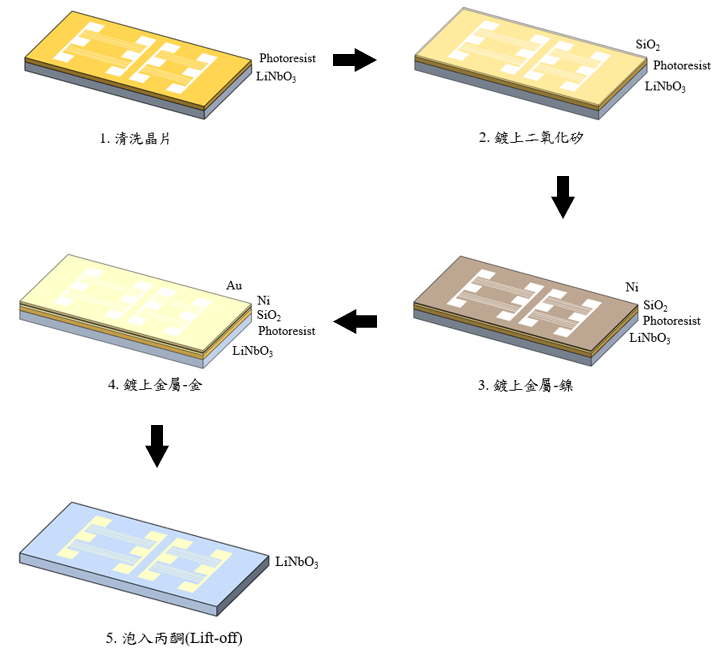 Photoresist
LiNbO₃
1. 清洗晶片
SiO₂
Photoresist
LiNbO₃
2. 鍍上二氧化矽
Ni
SiO₂
Photoresist
LiNbO₃
3. 鍍上金屬-鎳
Au
Ni
SiO₂
Photoresist
LiNbO₃
4. 鍍上金屬-金
LiNbO₃
5. 泡入丙酮(Lift-off)